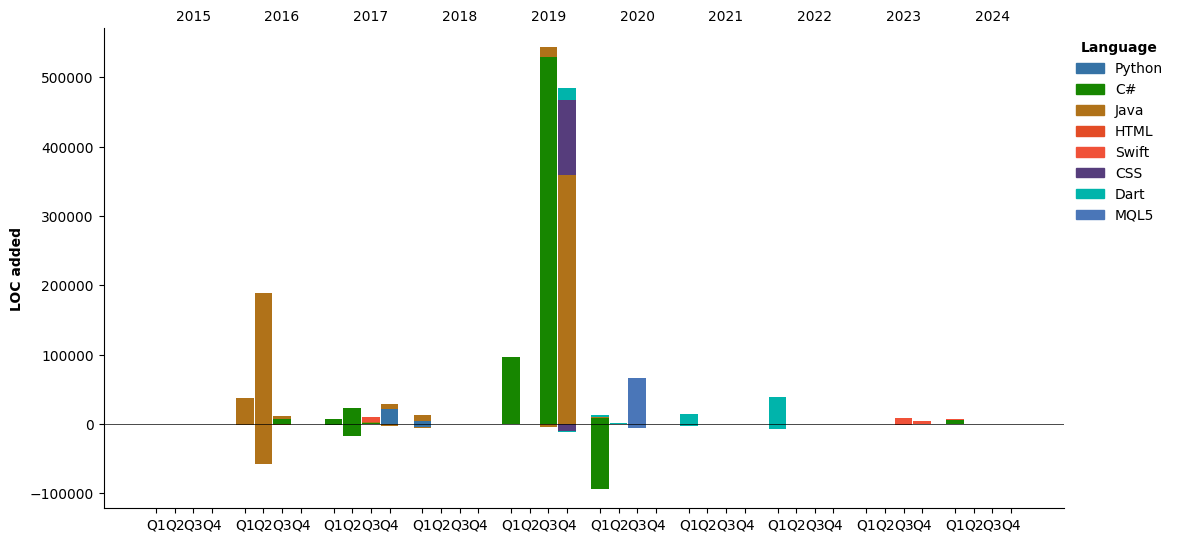 2015 2016 2017 2018 2019 2020 2021 2022 2023 2024
Language
Python
C#
Java
HTML
Swift
CSS
Dart
MQL5
LOC added
500000
400000
300000
200000
100000
0
−100000
Q1Q2Q3Q4 Q1Q2Q3Q4 Q1Q2Q3Q4 Q1Q2Q3Q4 Q1Q2Q3Q4 Q1Q2Q3Q4 Q1Q2Q3Q4 Q1Q2Q3Q4 Q1Q2Q3Q4 Q1Q2Q3Q4